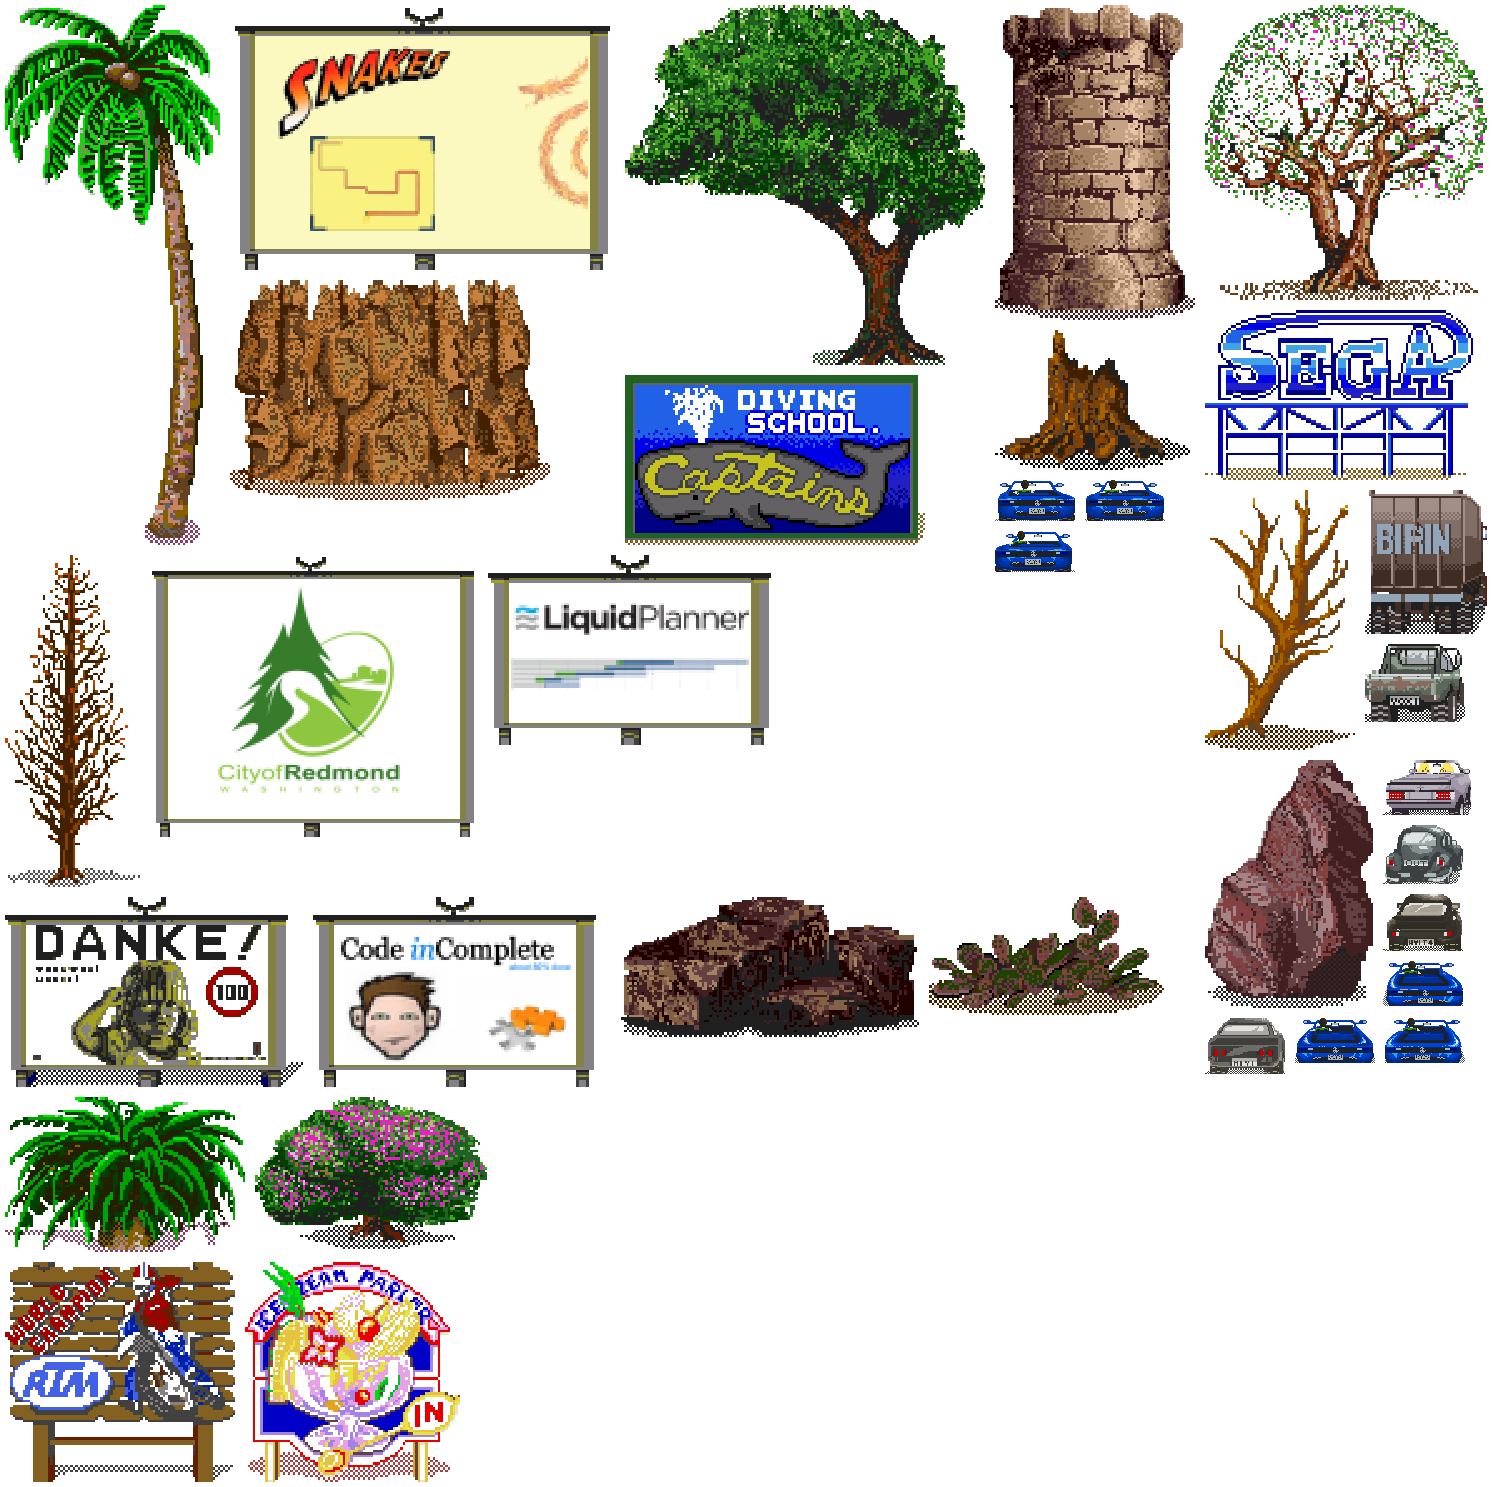 SNAKES
DIVING
SCHOOL.
Captains
SEGA
BIRIN
LiquidPlanner
CityofRedmond
WASHINGTON
DANKE!
100
Code inComplete
WORLD
CHAMPION
RTM
ICE CREAM PARLOR
IN